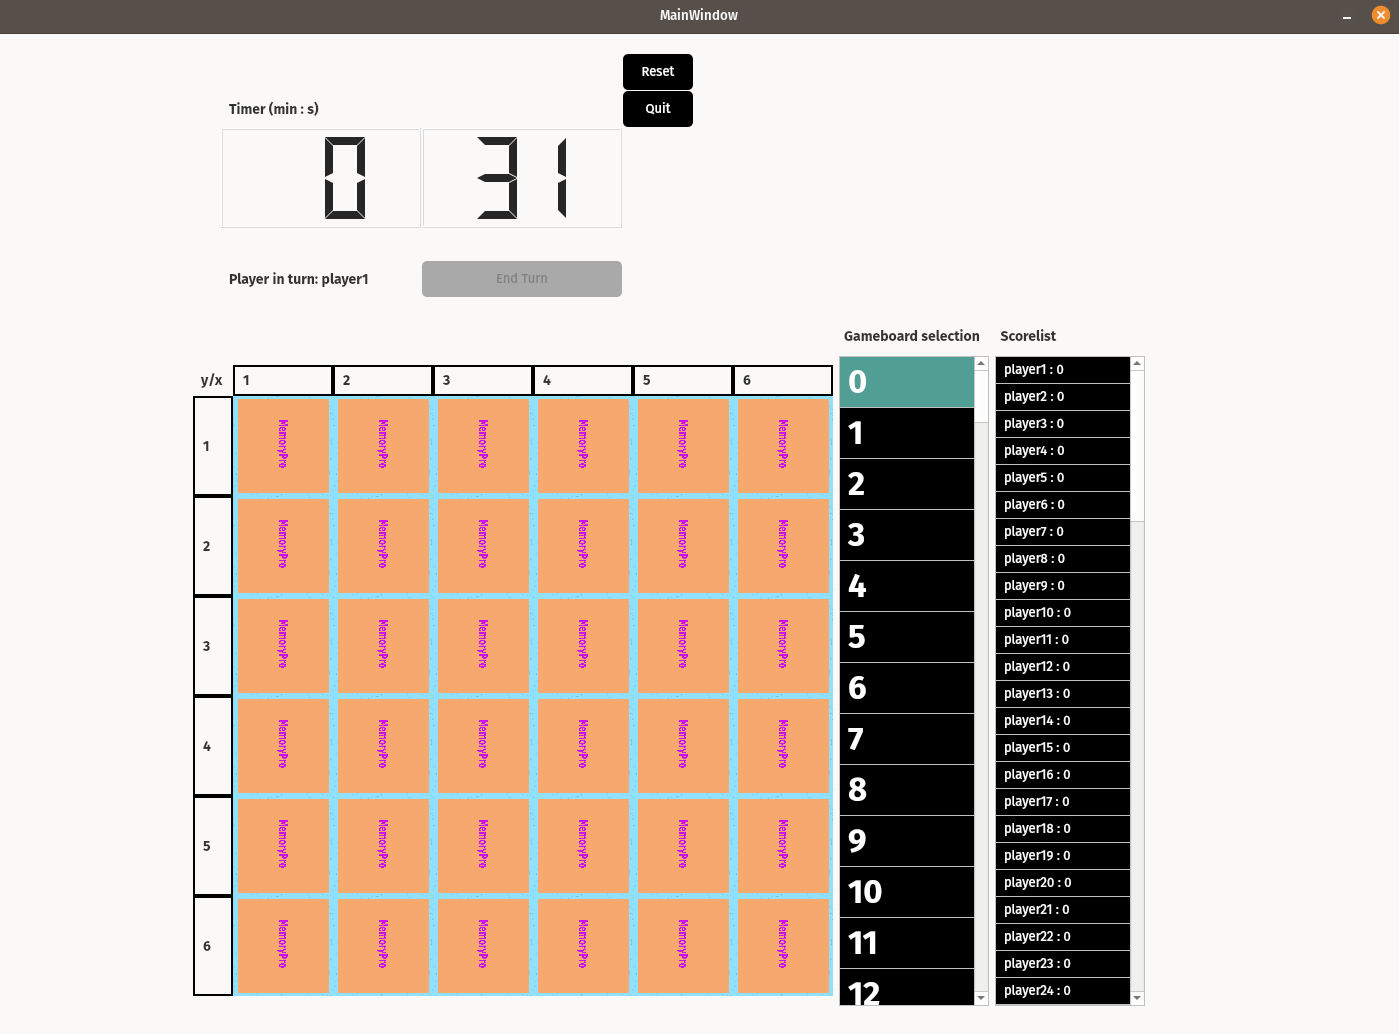 MainWindow
Reset
Timer (min : s)
Quit
0 31
Player in turn: player1
End Turn
Gameboard selection
Scorelist
y/x 1 2 3 4 5 6
1 MemoryPro MemoryPro MemoryPro MemoryPro MemoryPro MemoryPro
2 MemoryPro MemoryPro MemoryPro MemoryPro MemoryPro MemoryPro
3 MemoryPro MemoryPro MemoryPro MemoryPro MemoryPro MemoryPro
4 MemoryPro MemoryPro MemoryPro MemoryPro MemoryPro MemoryPro
5 MemoryPro MemoryPro MemoryPro MemoryPro MemoryPro MemoryPro
6 MemoryPro MemoryPro MemoryPro MemoryPro MemoryPro MemoryPro
0
1
2
3
4
5
6
7
8
9
10
11
12
player1 : 0
player2 : 0
player3 : 0
player4 : 0
player5 : 0
player6 : 0
player7 : 0
player8 : 0
player9 : 0
player10 : 0
player11 : 0
player12 : 0
player13 : 0
player14 : 0
player15 : 0
player16 : 0
player17 : 0
player18 : 0
player19 : 0
player20 : 0
player21 : 0
player22 : 0
player23 : 0
player24 : 0